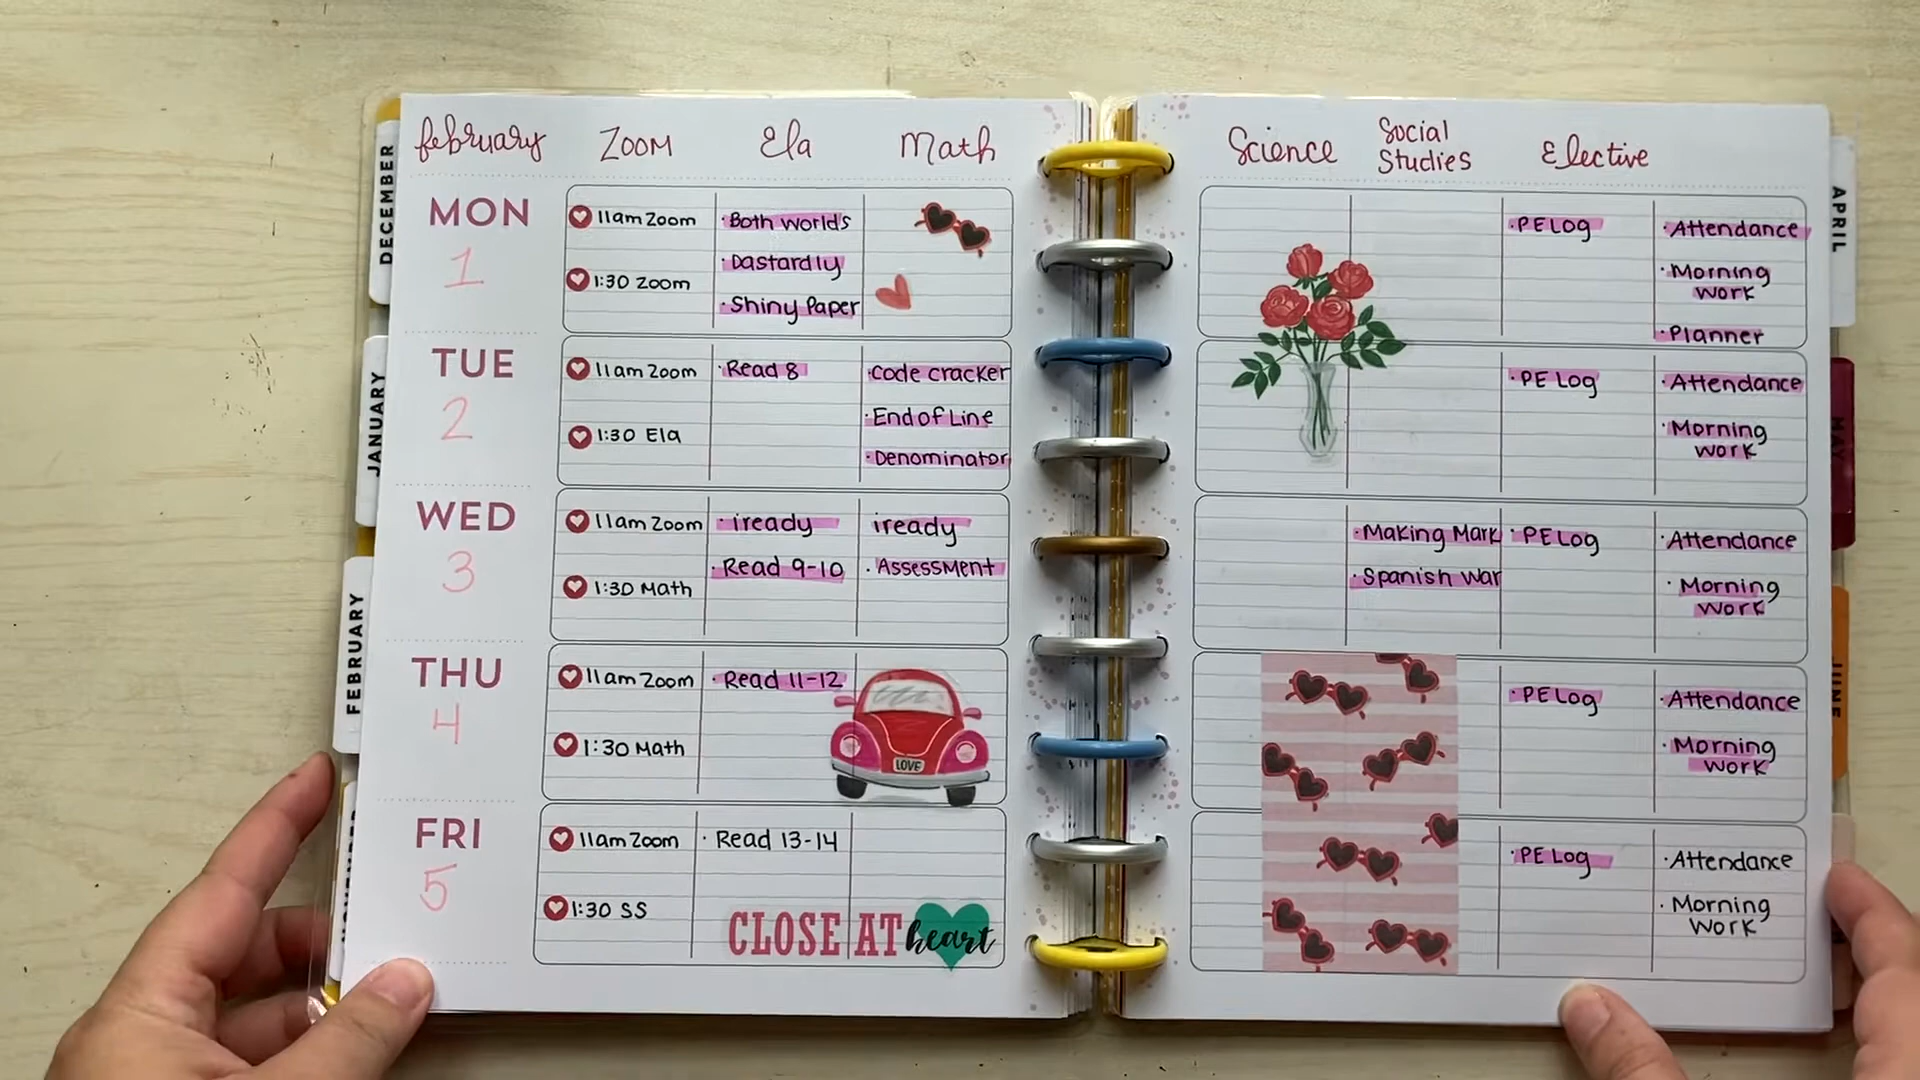 february
ZOOM
Ela
Math
Science
Social
Studies
Elective
MON
1
11am Zoom
1:30 Zoom
· Both Worlds
· Dastardly
· Shiny Paper
· PE Log
· Attendance
· Morning
Work
· Planner
TUE
2
11am Zoom
1:30 Ela
· Read 8
· Code cracker
· End of Line
· Denominator
· PE Log
· Attendance
· Morning
Work
WED
3
11am Zoom
1:30 Math
· iready
· Read 9-10
iready
· Assessment
· Making Mark
· Spanish War
· PE Log
· Attendance
· Morning
Work
THU
4
11am Zoom
1:30 Math
· Read 11-12
LOVE
· PE Log
· Attendance
· Morning
Work
FRI
5
11am Zoom
1:30 SS
· Read 13-14
CLOSE AT heart
· PE Log
· Attendance
· Morning
Work
DECEMBER
JANUARY
FEBRUARY
APRIL
MAY
JUNE